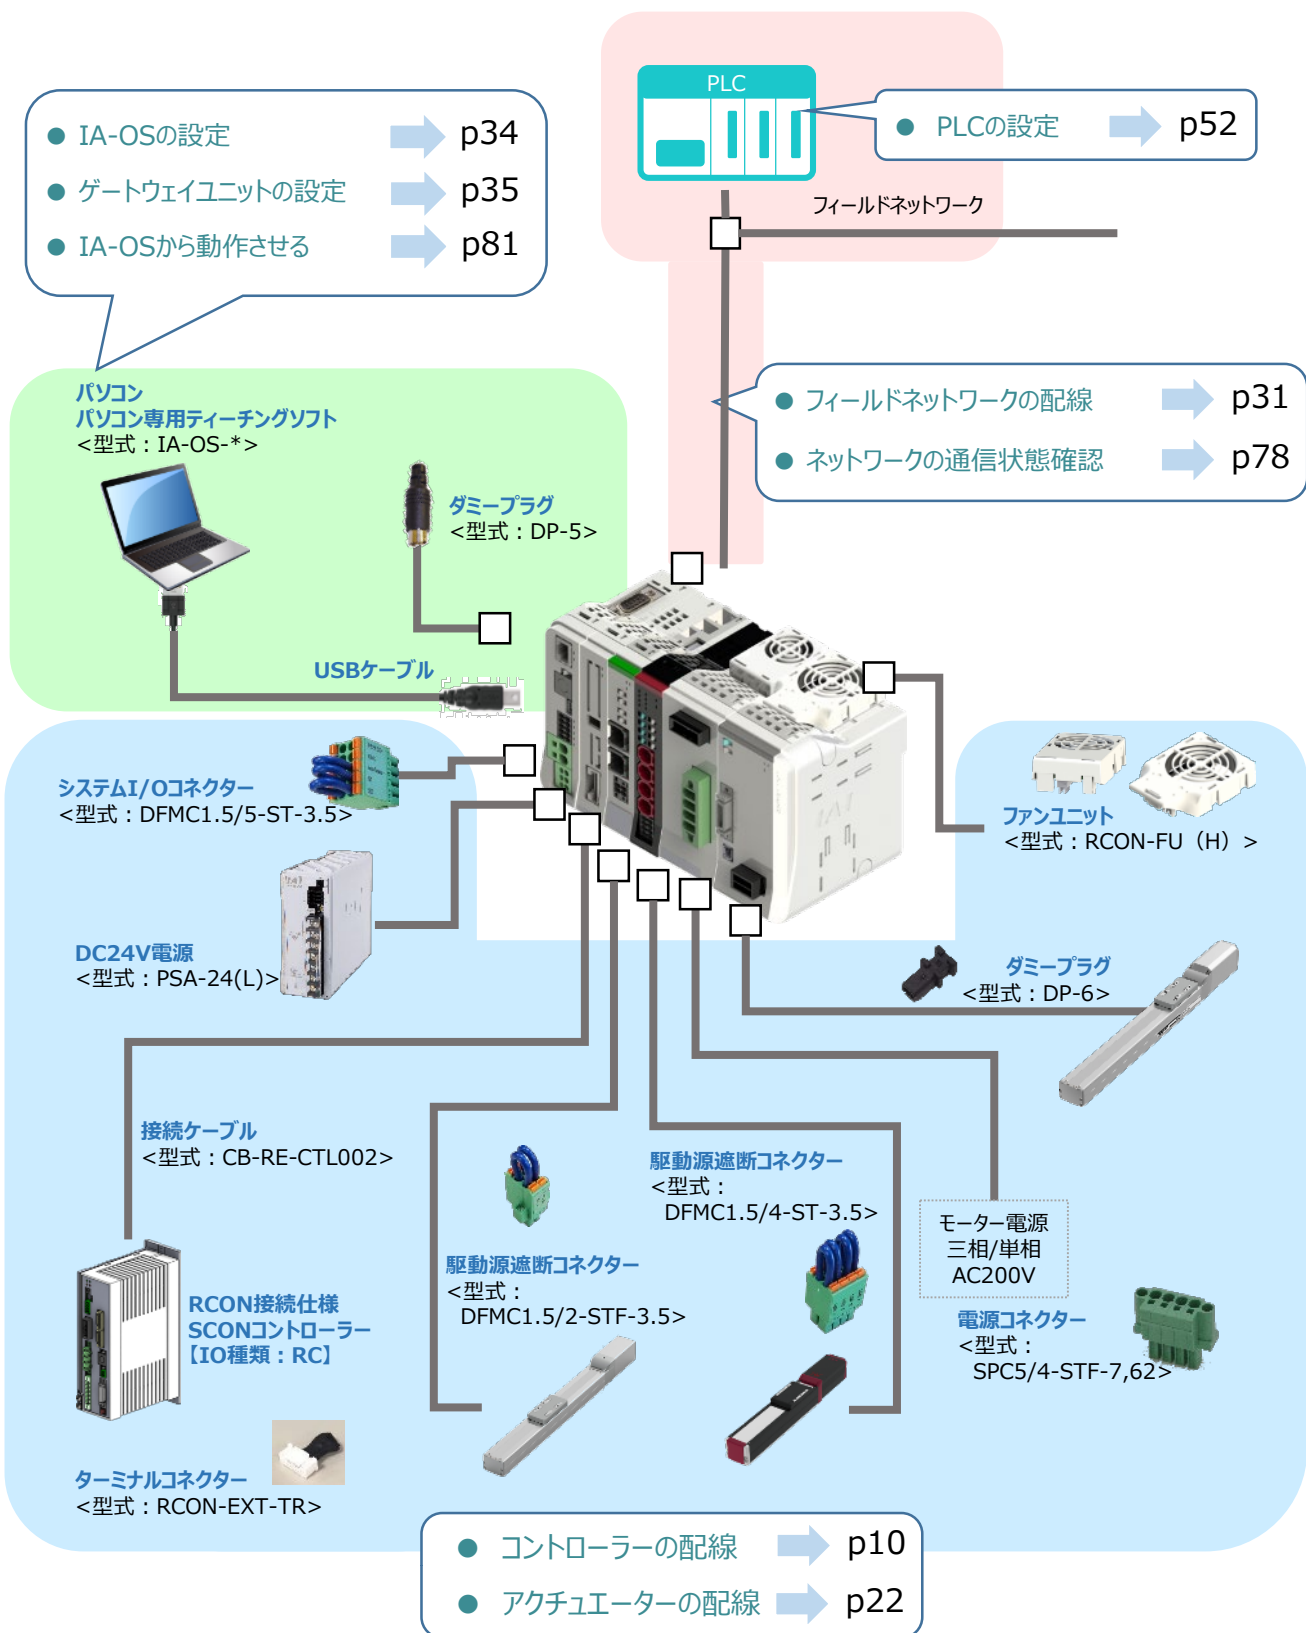 PLC
● IA-OSの設定 p34
● ゲートウェイユニットの設定 p35
● IA-OSから動作させる p81
● PLCの設定 p52
フィールドネットワーク
● フィールドネットワークの配線 p31
● ネットワークの通信状態確認 p78
パソコン
パソコン専用ティーチングソフト
<型式：IA-OS-*>
ダミープラグ
<型式：DP-5>
USBケーブル
システムI/Oコネクター
<型式：DFMC1.5/5-ST-3.5>
ファンユニット
<型式：RCON-FU（H）>
DC24V電源
<型式：PSA-24(L)>
ダミープラグ
<型式：DP-6>
接続ケーブル
<型式：CB-RE-CTL002>
駆動源遮断コネクター
<型式：
DFMC1.5/4-ST-3.5>
モーター電源
三相/単相
AC200V
駆動源遮断コネクター
<型式：
DFMC1.5/2-STF-3.5>
RCON接続仕様
SCONコントローラー
【IO種類：RC】
電源コネクター
<型式：
SPC5/4-STF-7,62>
ターミナルコネクター
<型式：RCON-EXT-TR>
● コントローラーの配線 p10
● アクチュエーターの配線 p22